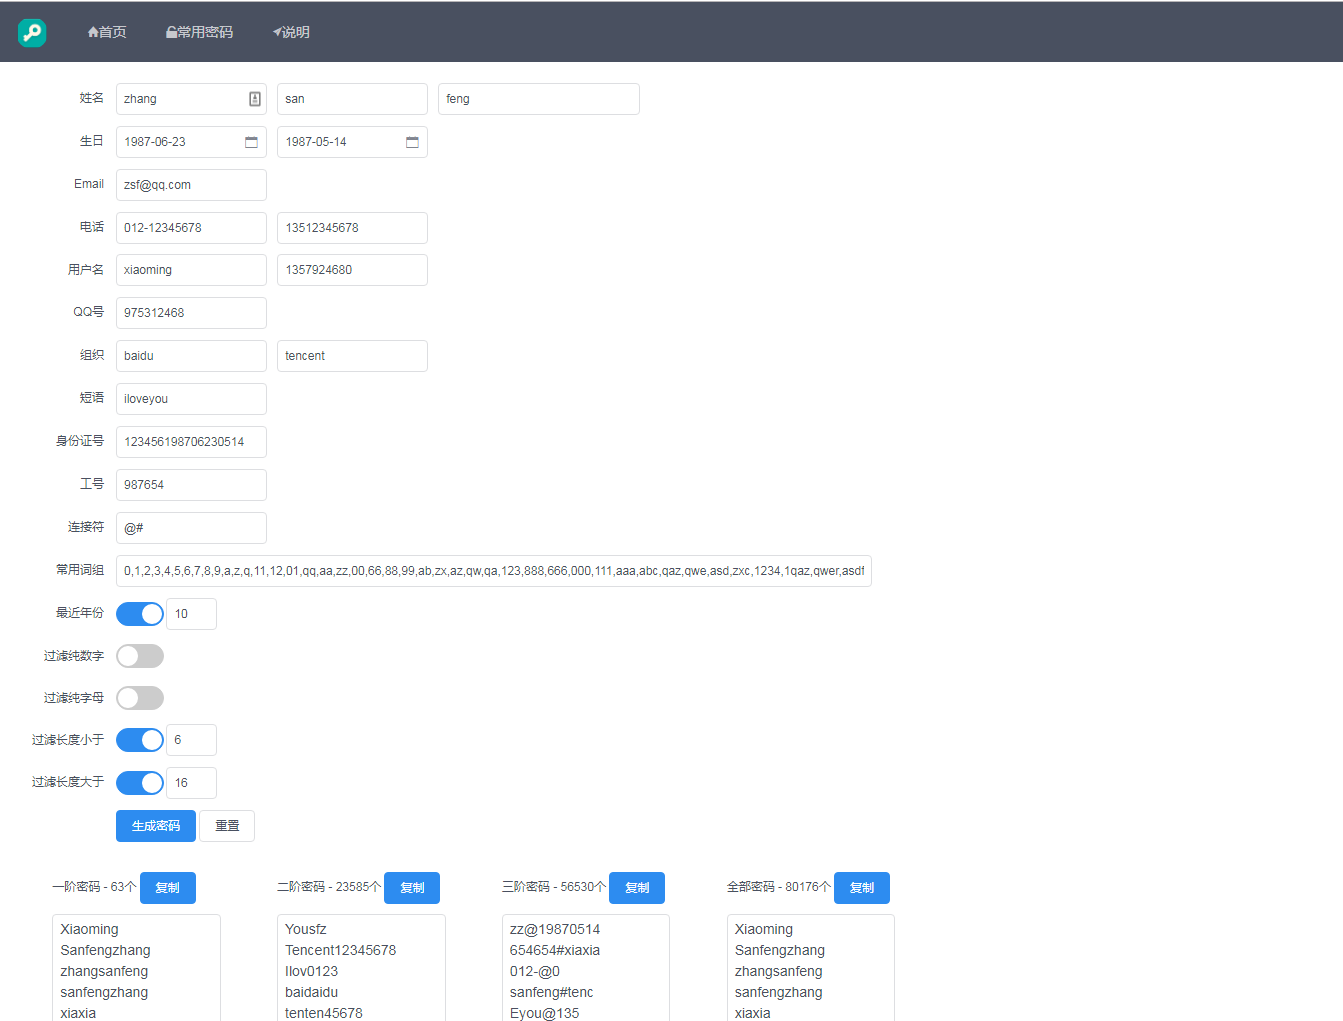 首页 常用密码 说明
姓名 zhang san feng
生日 1987-06-23 1987-05-14
Email zsf@qq.com
电话 012-12345678 13512345678
用户名 xiaoming 1357924680
QQ号 975312468
组织 baidu tencent
短语 iloveyou
身份证号 123456198706230514
工号 987654
连接符 @#
常用词组 0,1,2,3,4,5,6,7,8,9,a,z,q,11,12,01,qq,aa,zz,00,66,88,99,ab,zx,az,qw,qa,123,888,666,000,111,aaa,abc,qaz,qwe,asd,zxc,1234,1qaz,qwer,asdf
最近年份 10
过滤纯数字
过滤纯字母
过滤长度小于 6
过滤长度大于 16
生成密码 重置
一阶密码 - 63个 复制 二阶密码 - 23585个 复制 三阶密码 - 56530个 复制 全部密码 - 80176个 复制
Xiaoming Yousfz zz@19870514 Xiaoming
Sanfengzhang Tencent12345678 654654#xiaxia Sanfengzhang
zhangsanfeng Ilov0123 012-@0 zhangsanfeng
sanfengzhang baidaidu sanfeng#tenc sanfengzhang
xiaxia tenten45678 Eyou@135 xiaxia